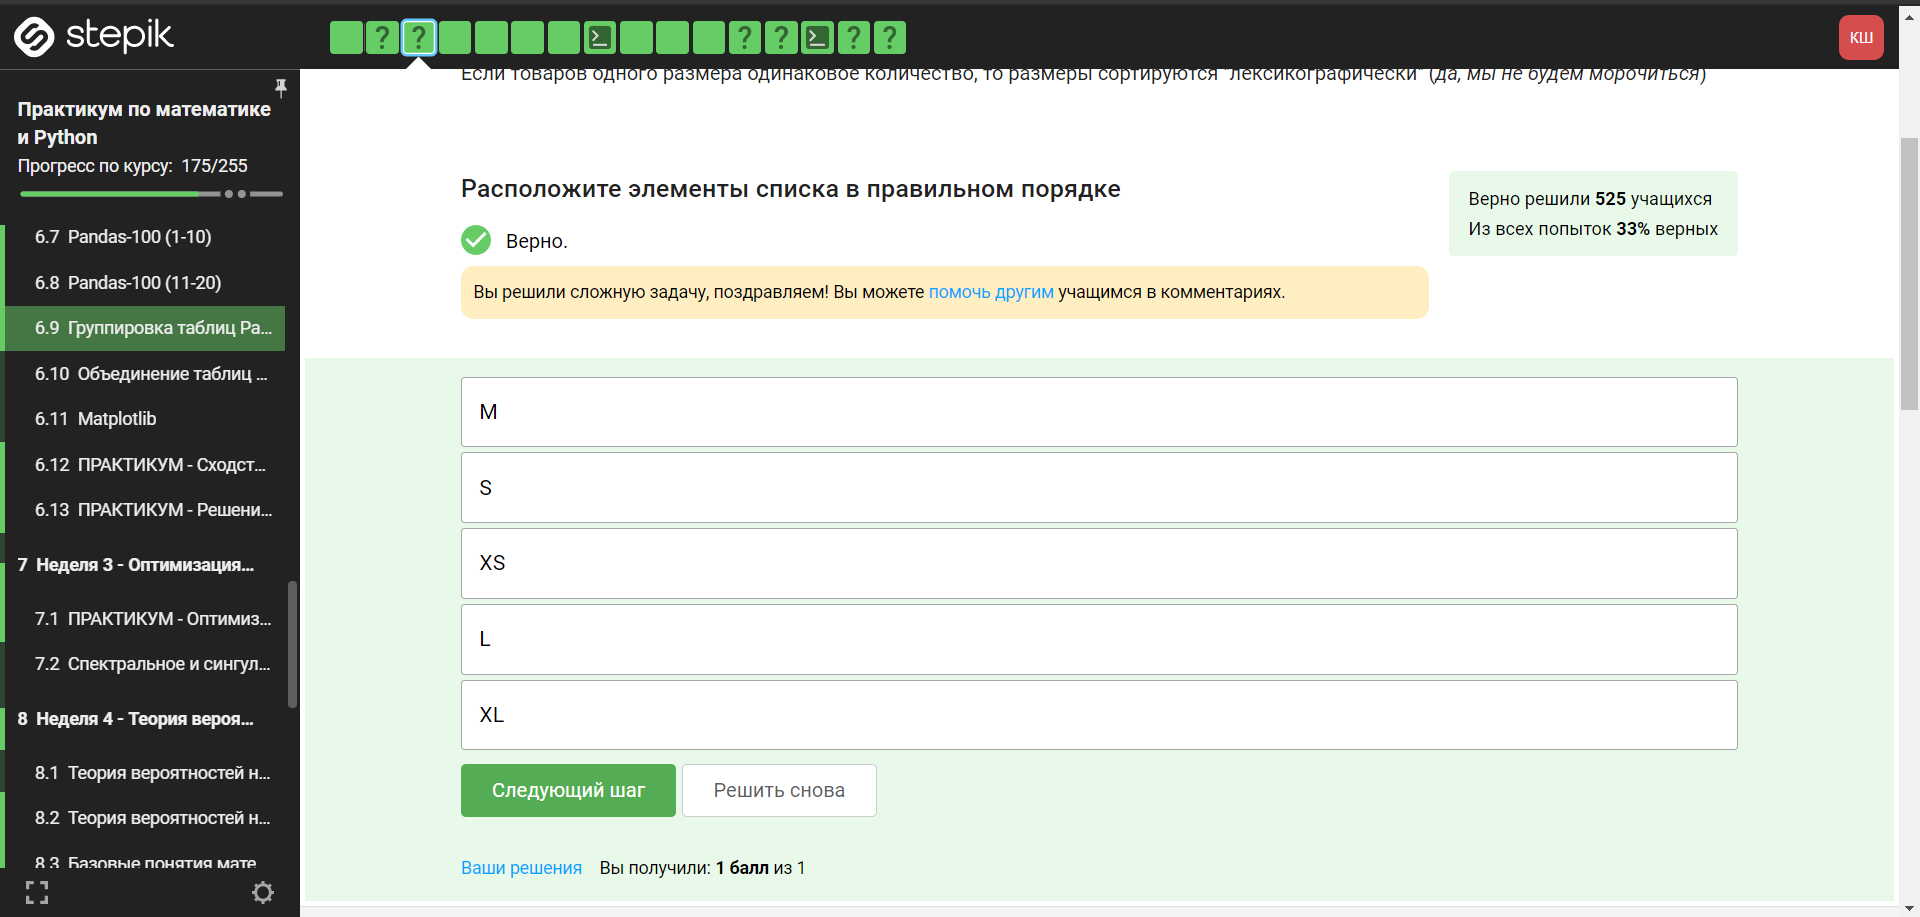 stepik
? ? ? ? ? ?
КШ
Практикум по математике
и Python
Прогресс по курсу: 175/255
6.7 Pandas-100 (1-10)
6.8 Pandas-100 (11-20)
6.9 Группировка таблиц Pa...
6.10 Объединение таблиц ...
6.11 Matplotlib
6.12 ПРАКТИКУМ - Сходст...
6.13 ПРАКТИКУМ - Решени...
7 Неделя 3 - Оптимизация...
7.1 ПРАКТИКУМ - Оптимиз...
7.2 Спектральное и сингул...
8 Неделя 4 - Теория вероя...
8.1 Теория вероятностей н...
8.2 Теория вероятностей н...
8.3 Базовые понятия мате
Если товаров одного размера одинаковое количество, то размеры сортируются "лексикографически" (да, мы не будем морочиться)
Расположите элементы списка в правильном порядке
Верно.
Вы решили сложную задачу, поздравляем! Вы можете помочь другим учащимся в комментариях.
Верно решили 525 учащихся
Из всех попыток 33% верных
M
S
XS
L
XL
Следующий шаг
Решить снова
Ваши решения Вы получили: 1 балл из 1